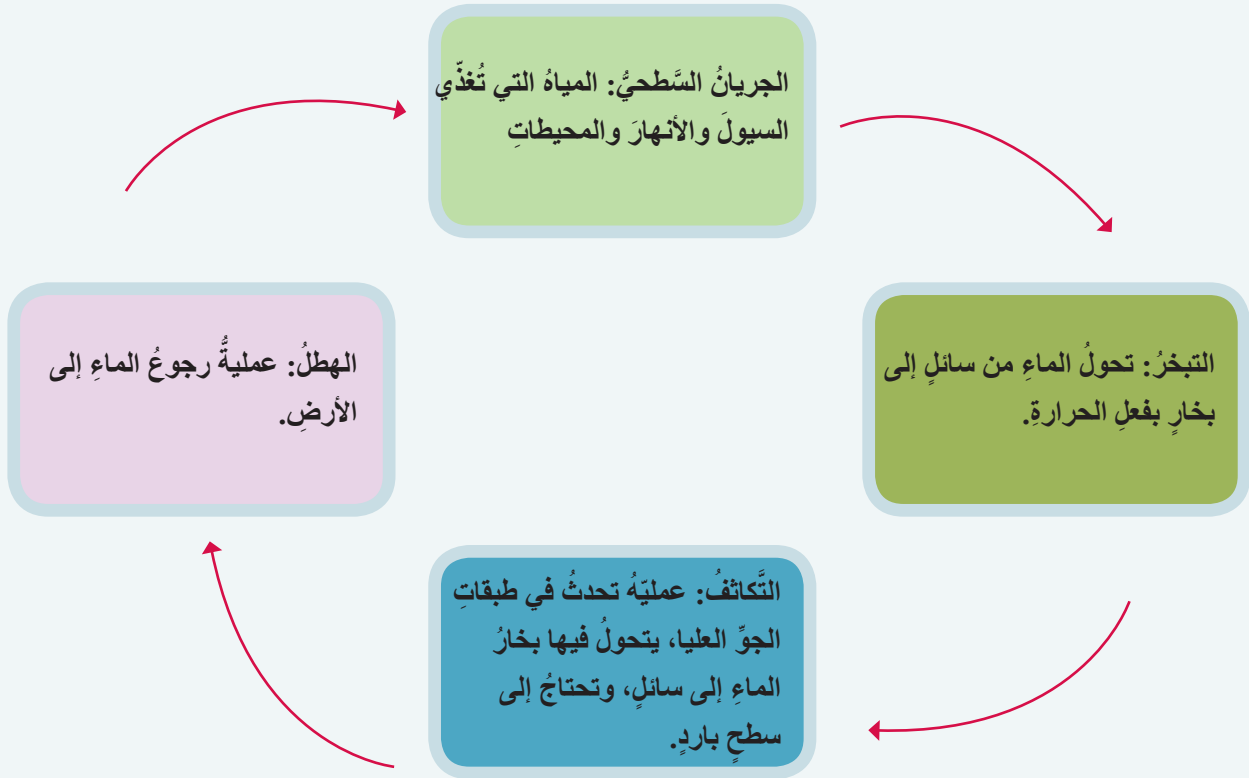 الجريانُ السَّطحيُّ: المياهُ التي تُغذّي
السيولَ والأنهارَ والمحيطاتِ
التبخرُ: تحولُ الماءِ من سائلٍ إلى
بخارٍ بفعلِ الحرارةِ.
التَّكاثفُ: عمليّهُ تحدثُ في طبقاتِ
الجوِّ العليا، يتحولُ فيها بخارُ
الماءِ إلى سائلٍ، وتحتاجُ إلى
سطحٍ باردٍ.
الهطلُ: عمليةُّ رجوعُ الماءِ إلى
الأرضِ.